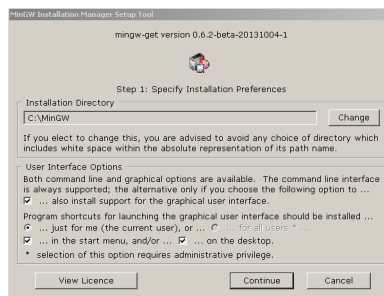 MinGW Installation Manager Setup Tool
mingw-get version 0.6.2-beta-20131004-1
Step 1: Specify Installation Preferences
Installation Directory
C:\MinGW
Change
If you elect to change this, you are advised to avoid any choice of directory which
includes white space within the absolute representation of its path name.
User Interface Options
Both command line and graphical options are available. The command line interface
is always supported; the alternative only if you choose the following option to ...
... also install support for the graphical user interface.
Program shortcuts for launching the graphical user interface should be installed ...
... just for me (the current user), or ... ... for all users *
... in the start menu, and/or ... ... on the desktop.
* selection of this option requires administrative privilege.
View Licence
Continue
Cancel